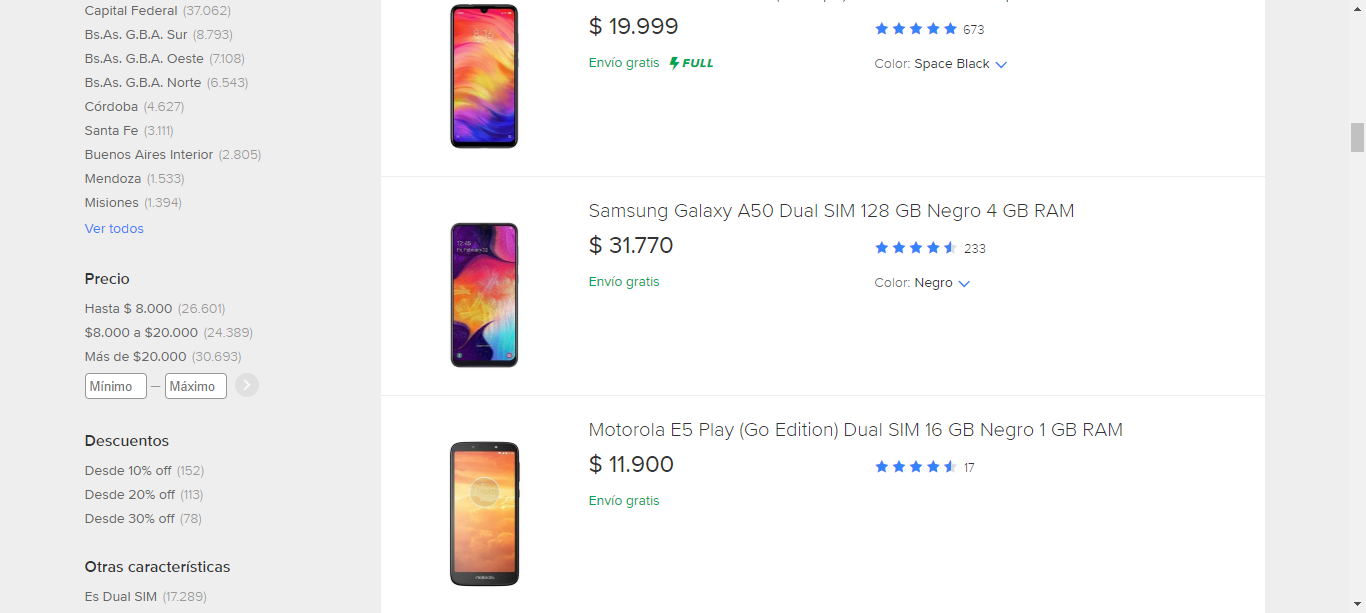 Capital Federal (37.062)
Bs.As. G.B.A. Sur (8.793)
Bs.As. G.B.A. Oeste (7.108)
Bs.As. G.B.A. Norte (6.543)
Córdoba (4.627)
Santa Fe (3.111)
Buenos Aires Interior (2.805)
Mendoza (1.533)
Misiones (1.394)
Ver todos
Precio
Hasta $ 8.000 (26.601)
$8.000 a $20.000 (24.389)
Más de $20.000 (30.693)
Mínimo – Máximo
Descuentos
Desde 10% off (152)
Desde 20% off (113)
Desde 30% off (78)
Otras características
Es Dual SIM (17.289)
$ 19.999
673
Envío gratis FULL
Color: Space Black
Samsung Galaxy A50 Dual SIM 128 GB Negro 4 GB RAM
$ 31.770
233
Envío gratis
Color: Negro
Motorola E5 Play (Go Edition) Dual SIM 16 GB Negro 1 GB RAM
$ 11.900
17
Envío gratis